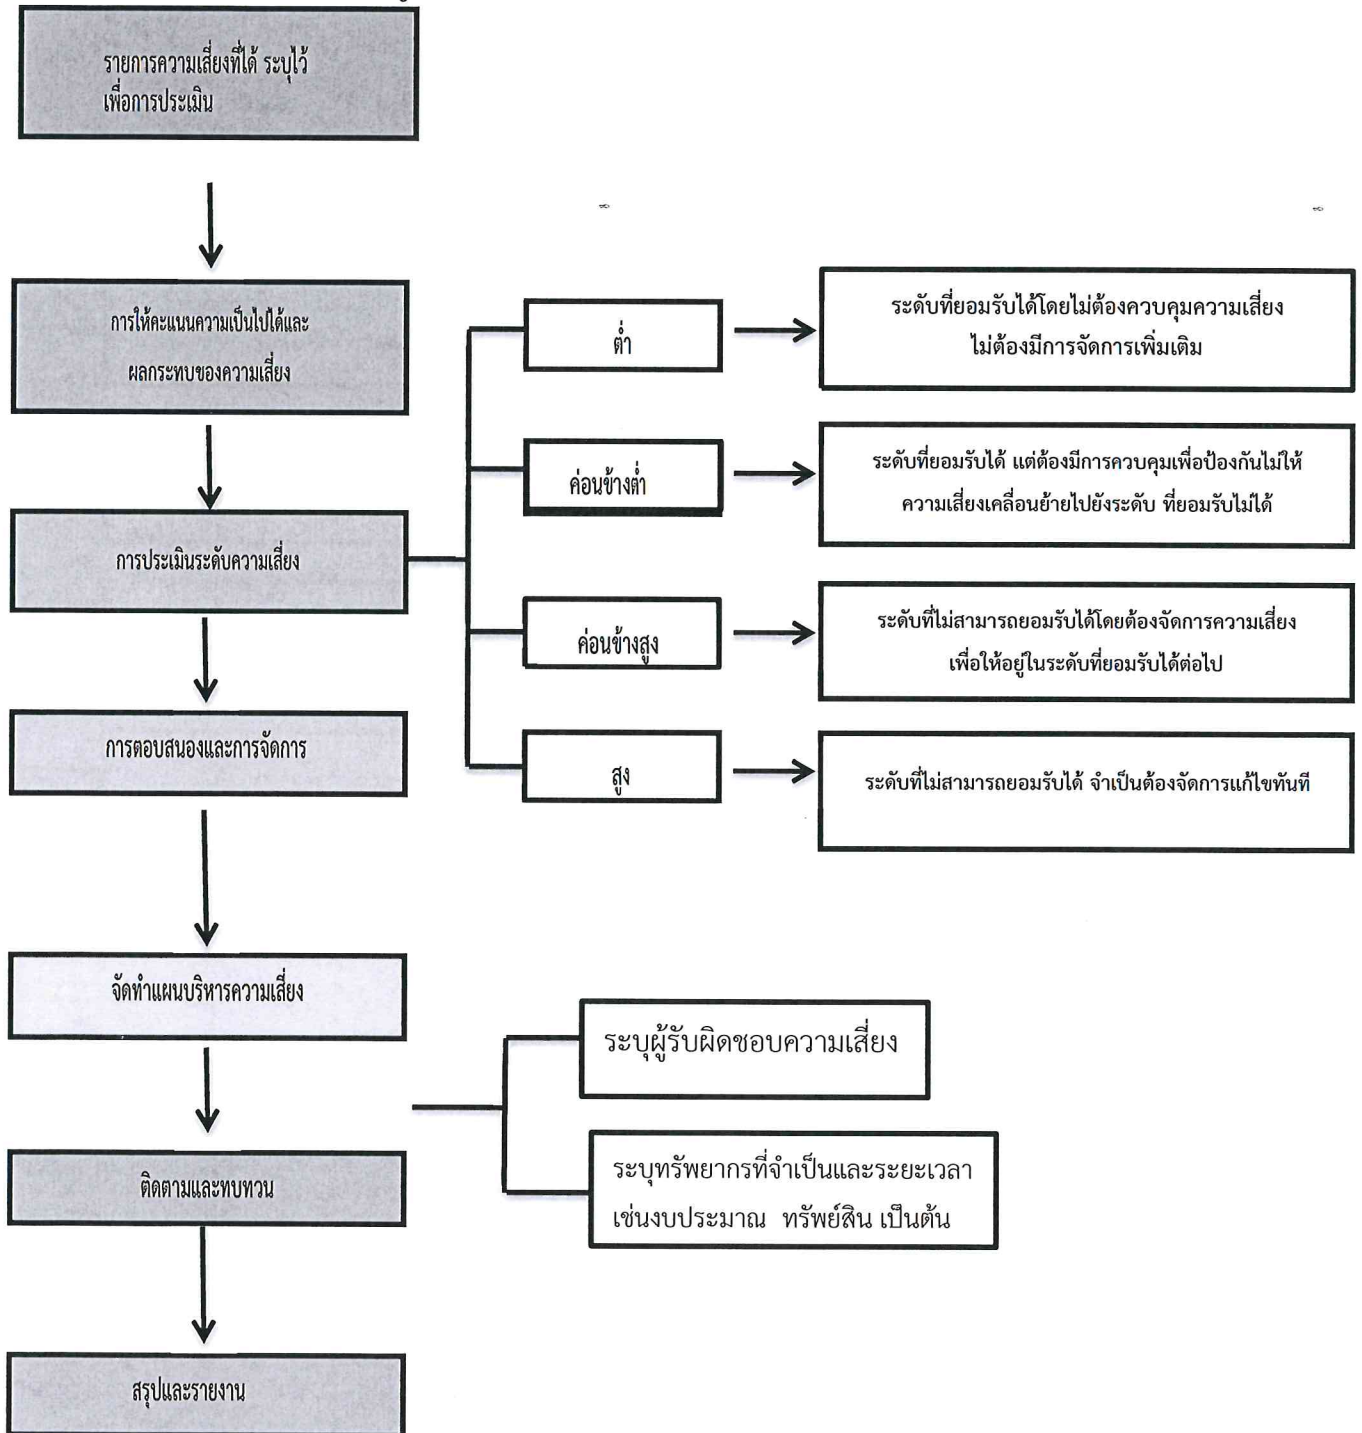 รายการความเสี่ยงที่ได้ ระบุไว้
เพื่อการประเมิน
การให้คะแนนความเป็นไปได้และ
ผลกระทบของความเสี่ยง
การประเมินระดับความเสี่ยง
ต่ำ
ระดับที่ยอมรับได้โดยไม่ต้องควบคุมความเสี่ยง
ไม่ต้องมีการจัดการเพิ่มเติม
ค่อนข้างต่ำ
ระดับที่ยอมรับได้ แต่ต้องมีการควบคุมเพื่อป้องกันไม่ให้
ความเสี่ยงเคลื่อนย้ายไปยังระดับ ที่ยอมรับไม่ได้
ค่อนข้างสูง
ระดับที่ไม่สามารถยอมรับได้โดยต้องจัดการความเสี่ยง
เพื่อให้อยู่ในระดับที่ยอมรับได้ต่อไป
สูง
ระดับที่ไม่สามารถยอมรับได้ จำเป็นต้องจัดการแก้ไขทันที
การตอบสนองและการจัดการ
จัดทำแผนบริหารความเสี่ยง
ระบุผู้รับผิดชอบความเสี่ยง
ระบุทรัพยากรที่จำเป็นและระยะเวลา
เช่นงบประมาณ ทรัพย์สิน เป็นต้น
ติดตามและทบทวน
สรุปและรายงาน